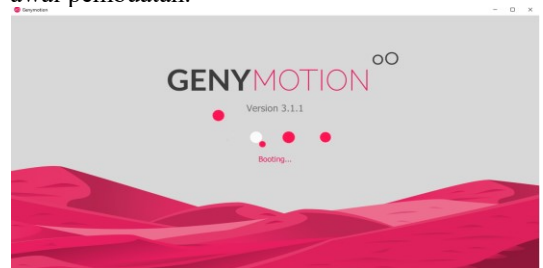 awal pembuatan.
Genymotion
GENYMOTION
Version 3.1.1
Booting...